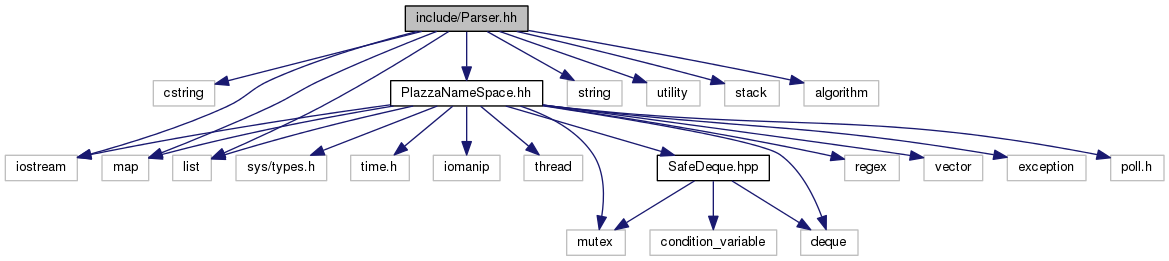 include/Parser.hh
cstring
PlazzaNameSpace.hh
string
utility
stack
algorithm
iostream
map
list
sys/types.h
time.h
iomanip
thread
SafeDeque.hpp
regex
vector
exception
poll.h
mutex
condition_variable
deque